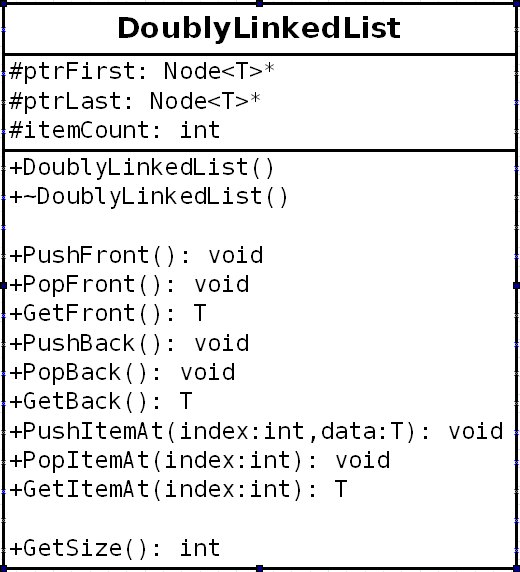 DoublyLinkedList
#ptrFirst: Node<T>*
#ptrLast: Node<T>*
#itemCount: int
+DoublyLinkedList()
+~DoublyLinkedList()
+PushFront(): void
+PopFront(): void
+GetFront(): T
+PushBack(): void
+PopBack(): void
+GetBack(): T
+PushItemAt(index:int,data:T): void
+PopItemAt(index:int): void
+GetItemAt(index:int): T
+GetSize(): int